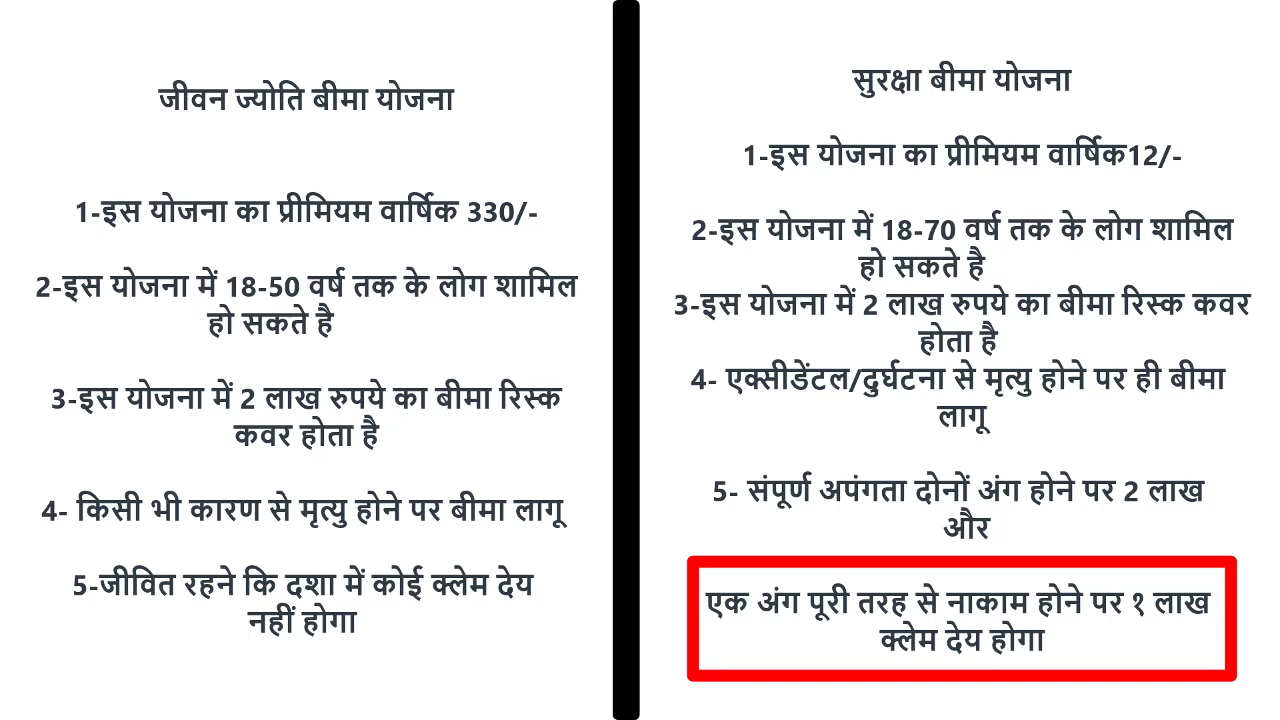 जीवन ज्योति बीमा योजना
1-इस योजना का प्रीमियम वार्षिक 330/-
2-इस योजना में 18-50 वर्ष तक के लोग शामिल
हो सकते है
3-इस योजना में 2 लाख रुपये का बीमा रिस्क
कवर होता है
4- किसी भी कारण से मृत्यु होने पर बीमा लागू
5-जीवित रहने कि दशा में कोई क्लेम देय
नहीं होगा
सुरक्षा बीमा योजना
1-इस योजना का प्रीमियम वार्षिक12/-
2-इस योजना में 18-70 वर्ष तक के लोग शामिल
हो सकते है
3-इस योजना में 2 लाख रुपये का बीमा रिस्क कवर
होता है
4- एक्सीडेंटल/दुर्घटना से मृत्यु होने पर ही बीमा
लागू
5- संपूर्ण अपंगता दोनों अंग होने पर 2 लाख
और
एक अंग पूरी तरह से नाकाम होने पर १ लाख
क्लेम देय होगा